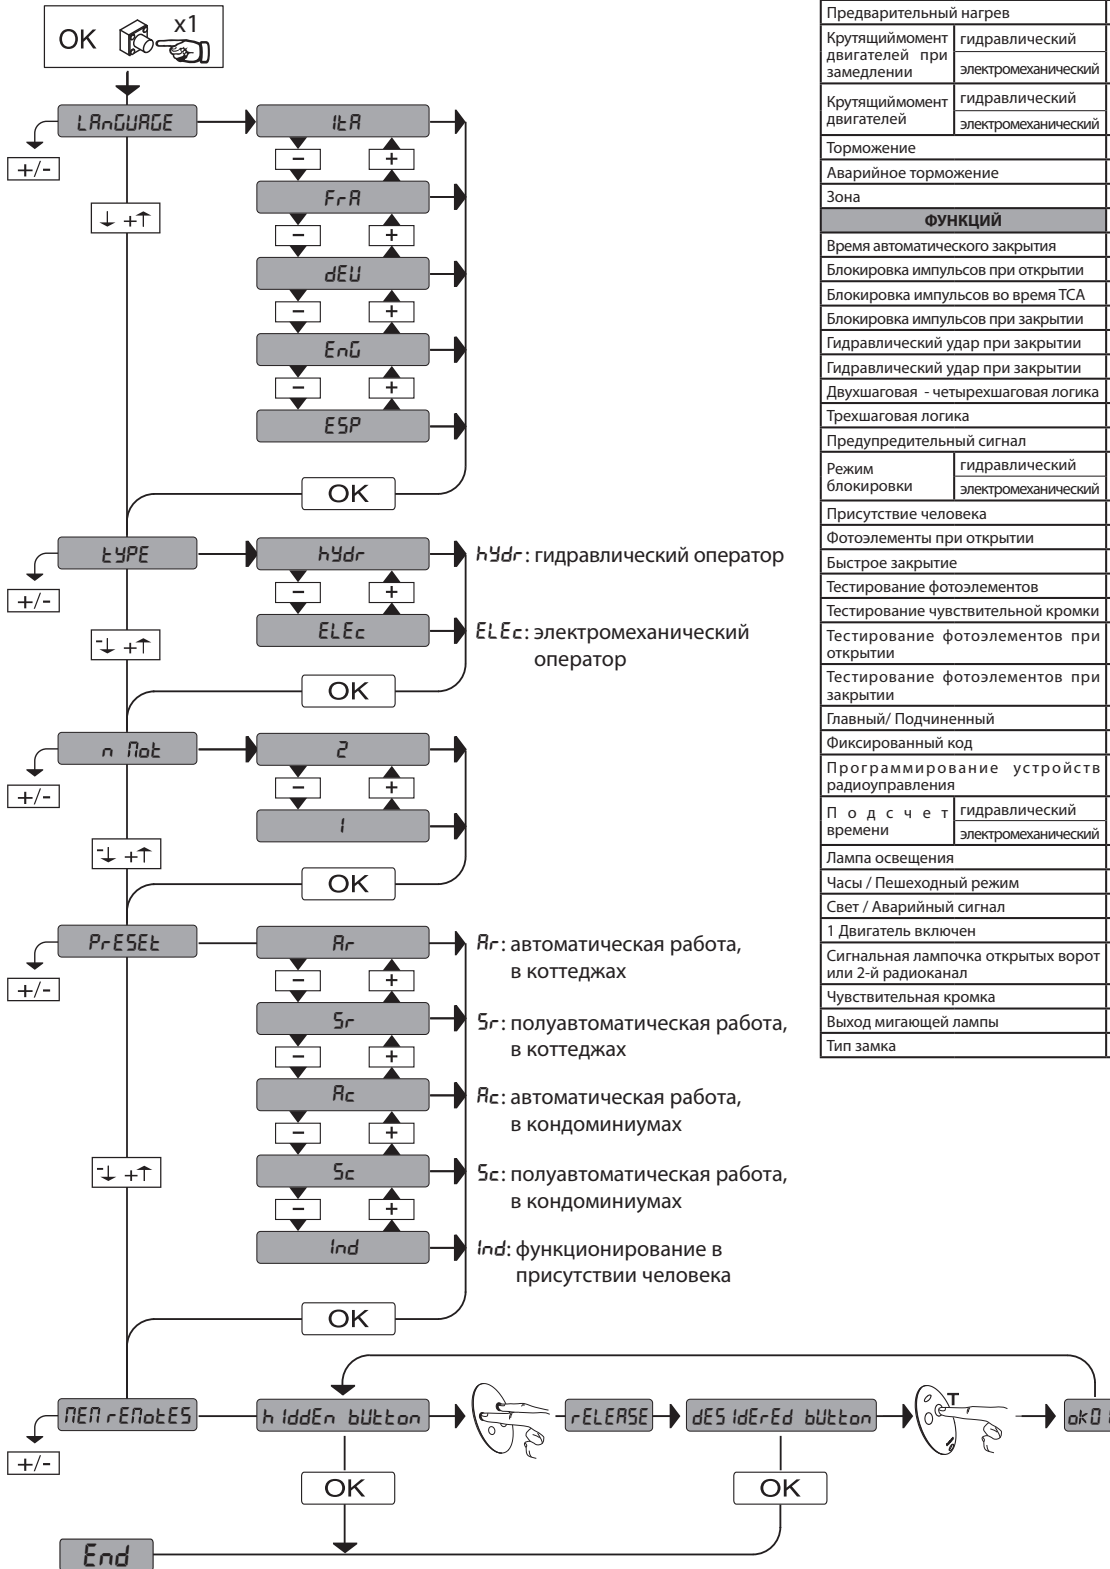 OK x1
LAnGUAGE
+/-
↓ +↑
ItA
- +
FrA
- +
dEU
- +
EnG
- +
ESP
OK
tYPE
+/-
-↓ +↑
hYdr
- +
ELEc
hYdr: гидравлический оператор
ELEc: электромеханический
оператор
OK
n Mot
+/-
-↓ +↑
2
- +
1
OK
PrESEt
+/-
-↓ +↑
Ar
- +
Sr
- +
Ac
- +
Sc
- +
Ind
Ar: автоматическая работа,
в коттеджах
Sr: полуавтоматическая работа,
в коттеджах
Ac: автоматическая работа,
в кондоминиумах
Sc: полуавтоматическая работа,
в кондоминиумах
Ind: функционирование в
присутствии человека
OK
MEM rEMotES
+/-
hIddEn bUtton
rELEASE
dESIdErEd bUtton
T
ok01
OK
OK
End
Предварительный нагрев
Крутящиймомент
двигателей при
замедлении
гидравлический
электромеханический
Крутящиймомент
двигателей
гидравлический
электромеханический
Торможение
Аварийное торможение
Зона
ФУНКЦИЙ
Время автоматического закрытия
Блокировка импульсов при открытии
Блокировка импульсов во время TCA
Блокировка импульсов при закрытии
Гидравлический удар при закрытии
Гидравлический удар при закрытии
Двухшаговая - четырехшаговая логика
Трехшаговая логика
Предупредительный сигнал
Режим
блокировки
гидравлический
электромеханический
Присутствие человека
Фотоэлементы при открытии
Быстрое закрытие
Тестирование фотоэлементов
Тестирование чувствительной кромки
Тестирование фотоэлементов при
открытии
Тестирование фотоэлементов при
закрытии
Главный/ Подчиненный
Фиксированный код
Программирование устройств
радиоуправления
Подсчет
времени
гидравлический
электромеханический
Лампа освещения
Часы / Пешеходный режим
Свет / Аварийный сигнал
1 Двигатель включен
Сигнальная лампочка открытых ворот
или 2-й радиоканал
Чувствительная кромка
Выход мигающей лампы
Тип замка